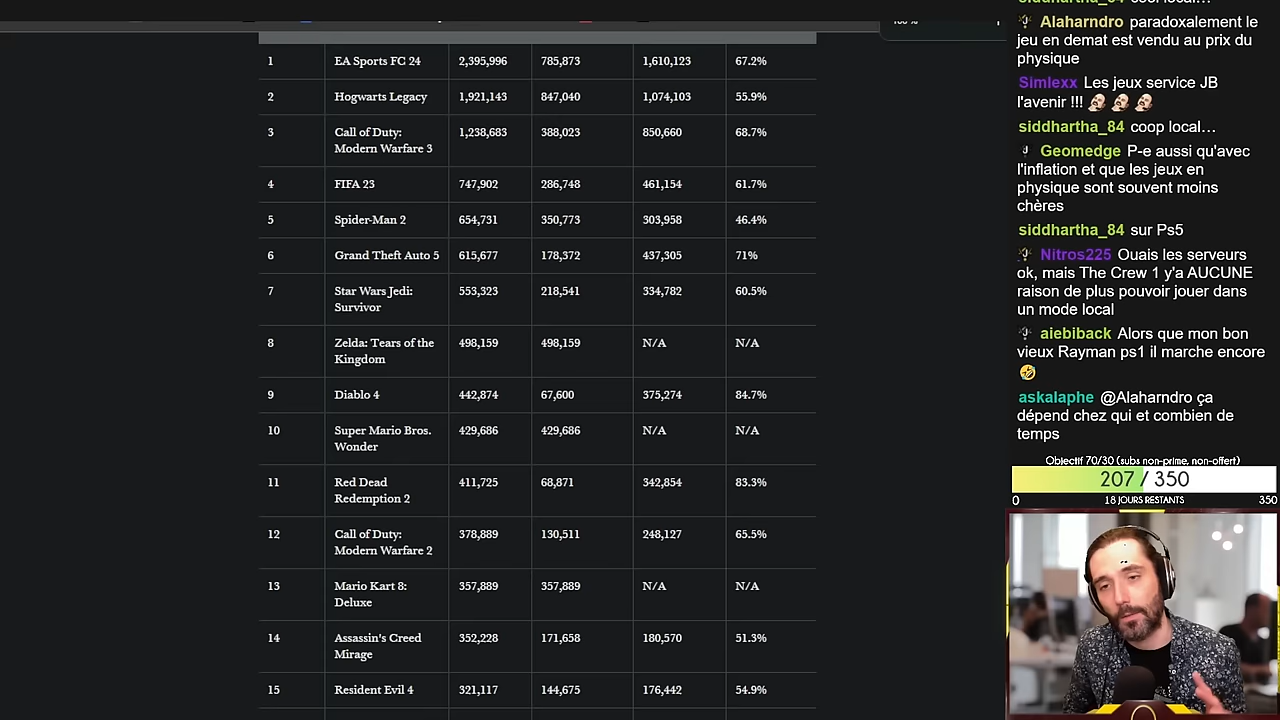 1 EA Sports FC 24 2,395,996 785,873 1,610,123 67.2%
2 Hogwarts Legacy 1,921,143 847,040 1,074,103 55.9%
3 Call of Duty: 1,238,683 388,023 850,660 68.7%
Modern Warfare 3
4 FIFA 23 747,902 286,748 461,154 61.7%
5 Spider-Man 2 654,731 350,773 303,958 46.4%
6 Grand Theft Auto 5 615,677 178,372 437,305 71%
7 Star Wars Jedi: 553,323 218,541 334,782 60.5%
Survivor
8 Zelda: Tears of the 498,159 498,159 N/A N/A
Kingdom
9 Diablo 4 442,874 67,600 375,274 84.7%
10 Super Mario Bros. 429,686 429,686 N/A N/A
Wonder
11 Red Dead 411,725 68,871 342,854 83.3%
Redemption 2
12 Call of Duty: 378,889 130,511 248,127 65.5%
Modern Warfare 2
13 Mario Kart 8: 357,889 357,889 N/A N/A
Deluxe
14 Assassin's Creed 352,228 171,658 180,570 51.3%
Mirage
15 Resident Evil 4 321,117 144,675 176,442 54.9%
Alaharndro paradoxalement le
jeu en demat est vendu au prix du
physique
Simlexx Les jeux service JB
l'avenir !!!
siddhartha_84 coop local…
Geomedge P-e aussi qu'avec
l'inflation et que les jeux en
physique sont souvent moins
chères
siddhartha_84 sur Ps5
Nitros225 Ouais les serveurs
ok, mais The Crew 1 y'a AUCUNE
raison de plus pouvoir jouer dans
un mode local
aiebiback Alors que mon bon
vieux Rayman ps1 il marche encore
askalaphe @Alaharndro ça
dépend chez qui et combien de
temps
Objectif 70/30 (subs non-prime, non-offert)
207 / 350
0 18 JOURS RESTANTS 350